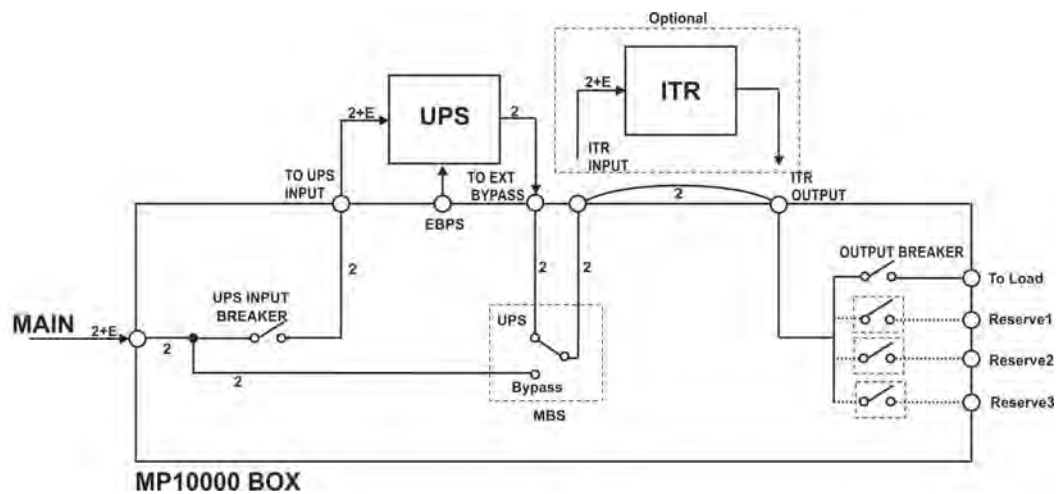 Optional
2+E
ITR
ITR
INPUT
2+E
UPS
2
TO UPS
INPUT
TO EXT
BYPASS
2
ITR
OUTPUT
EBPS
2
2
2
OUTPUT BREAKER
To Load
Reserve1
Reserve2
Reserve3
UPS INPUT
BREAKER
MAIN
2+E
2
2
UPS
Bypass
MBS
MP10000 BOX